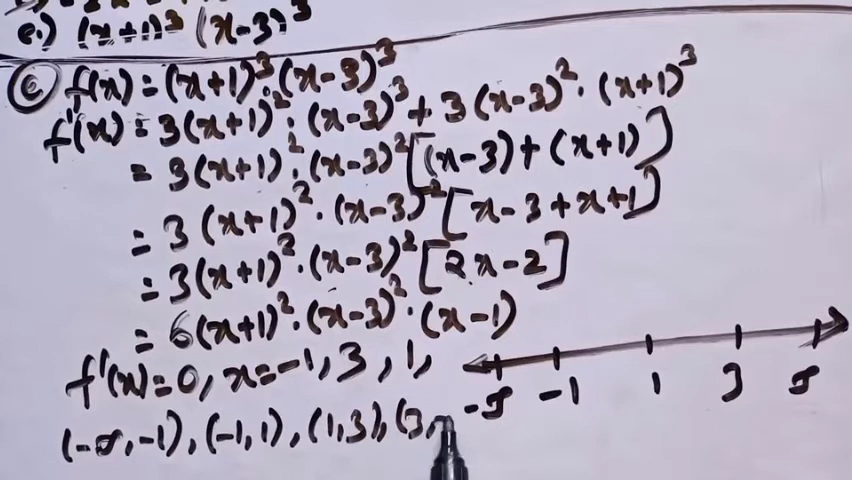 e.) (x+1)³ (x-3)³
(e) f(x) = (x+1)³·(x-3)³
f'(x) = 3(x+1)²·(x-3)³ + 3(x-3)²·(x+1)³
= 3(x+1)²·(x-3)²[(x-3)+(x+1)]
= 3(x+1)²·(x-3)²[x-3+x+1]
= 3(x+1)²·(x-3)²[2x-2]
= 6(x+1)²·(x-3)²·(x-1)
f'(x)=0, x=-1, 3, 1,
-∞ -1 1 3 ∞
(-∞,-1), (-1,1), (1,3), (3,